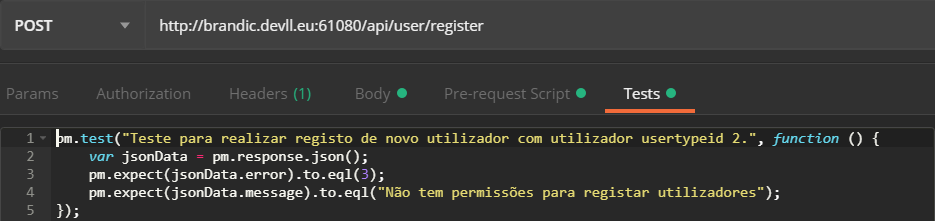 POST http://brandic.devll.eu:61080/api/user/register
Params Authorization Headers (1) Body Pre-request Script Tests
1 pm.test("Teste para realizar registo de novo utilizador com utilizador usertypeid 2.", function () {
2 var jsonData = pm.response.json();
3 pm.expect(jsonData.error).to.eql(3);
4 pm.expect(jsonData.message).to.eql("Não tem permissões para registar utilizadores");
5 });